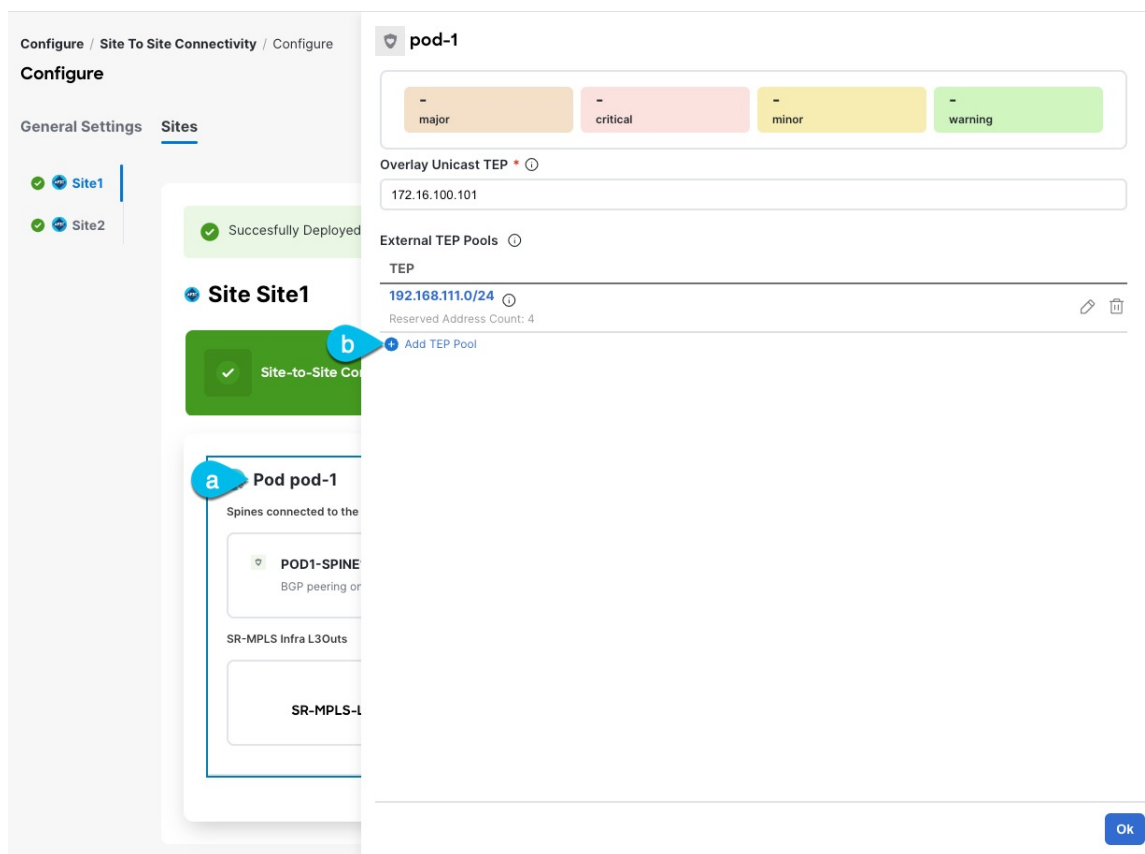 Configure / Site To Site Connectivity / Configure
Configure
General Settings Sites
Site1
Site2
Succesfully Deployed
Site Site1
Site-to-Site Co
b
a
Pod pod-1
Spines connected to the
POD1-SPINE
BGP peering or
SR-MPLS Infra L3Outs
SR-MPLS-L
pod-1
-
major
-
critical
-
minor
-
warning
Overlay Unicast TEP *
172.16.100.101
External TEP Pools
TEP
192.168.111.0/24
Reserved Address Count: 4
Add TEP Pool
Ok